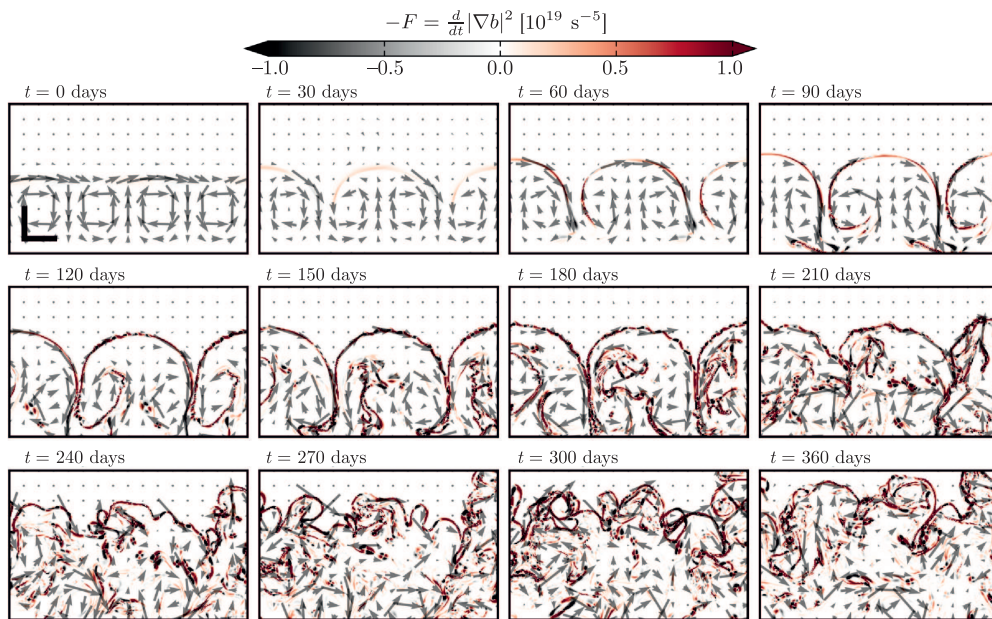 −F = d/dt |∇b|² [10¹⁹ s⁻⁵]
−1.0 −0.5 0.0 0.5 1.0
t = 0 days t = 30 days t = 60 days t = 90 days
t = 120 days t = 150 days t = 180 days t = 210 days
t = 240 days t = 270 days t = 300 days t = 360 days